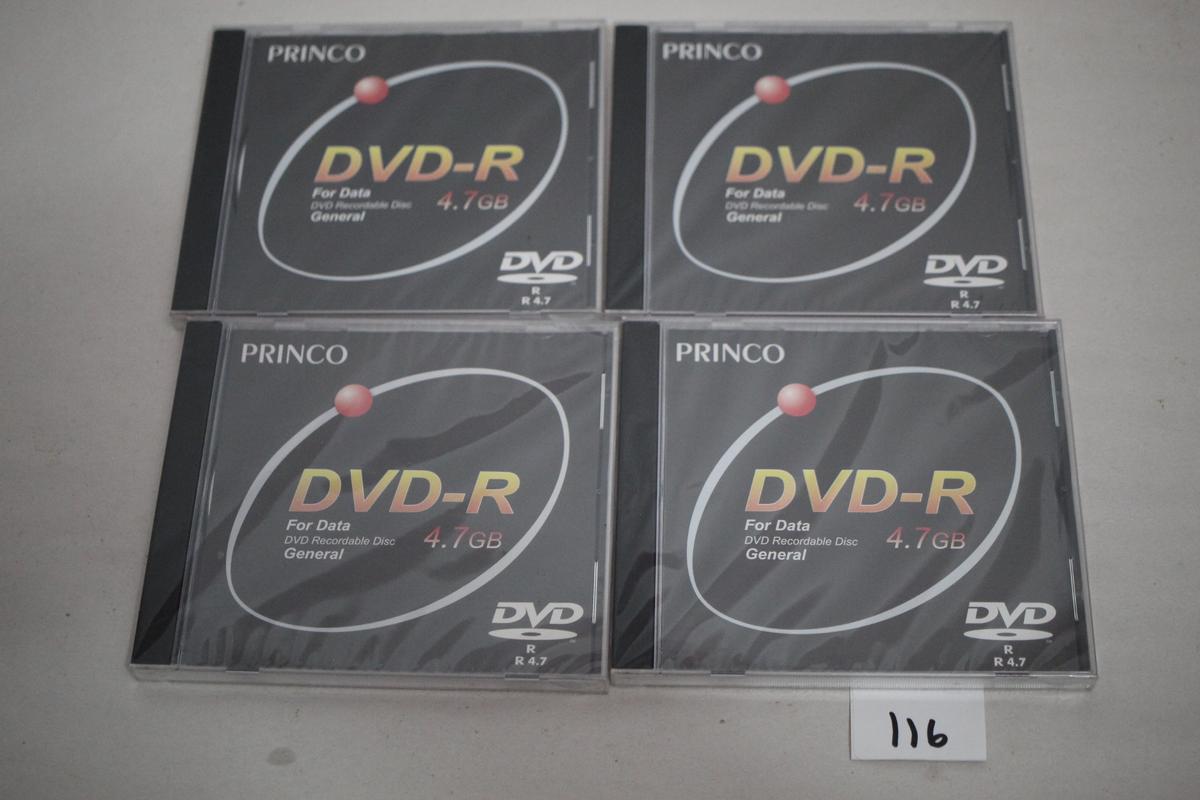 PRINCO
DVD-R
For Data
DVD Recordable Disc
General
4.7GB
DVD
R
R 4.7
PRINCO
DVD-R
For Data
DVD Recordable Disc
General
4.7GB
DVD
R
R 4.7
PRINCO
DVD-R
For Data
DVD Recordable Disc
General
4.7GB
DVD
R
R 4.7
PRINCO
DVD-R
For Data
DVD Recordable Disc
General
4.7GB
DVD
R
R 4.7
116